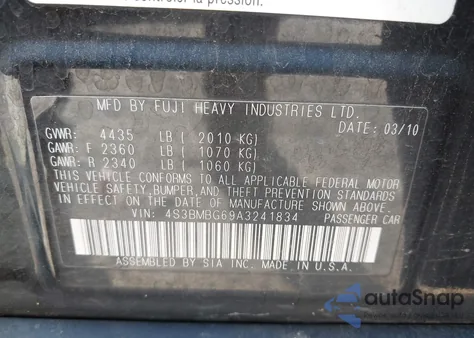 contrôler la pression.
MFD BY FUJI HEAVY INDUSTRIES LTD.
DATE: 03/10
GVWR: 4435 LB ( 2010 KG)
GAWR: F 2360 LB ( 1070 KG)
GAWR: R 2340 LB ( 1060 KG)
THIS VEHICLE CONFORMS TO ALL APPLICABLE FEDERAL MOTOR
VEHICLE SAFETY, BUMPER, AND THEFT PREVENTION STANDARDS
IN EFFECT ON THE DATE OF MANUFACTURE SHOWN ABOVE.
VIN: 4S3BMBG69A3241834 PASSENGER CAR
ASSEMBLED BY SIA INC. MADE IN U.S.A.
autoSnap